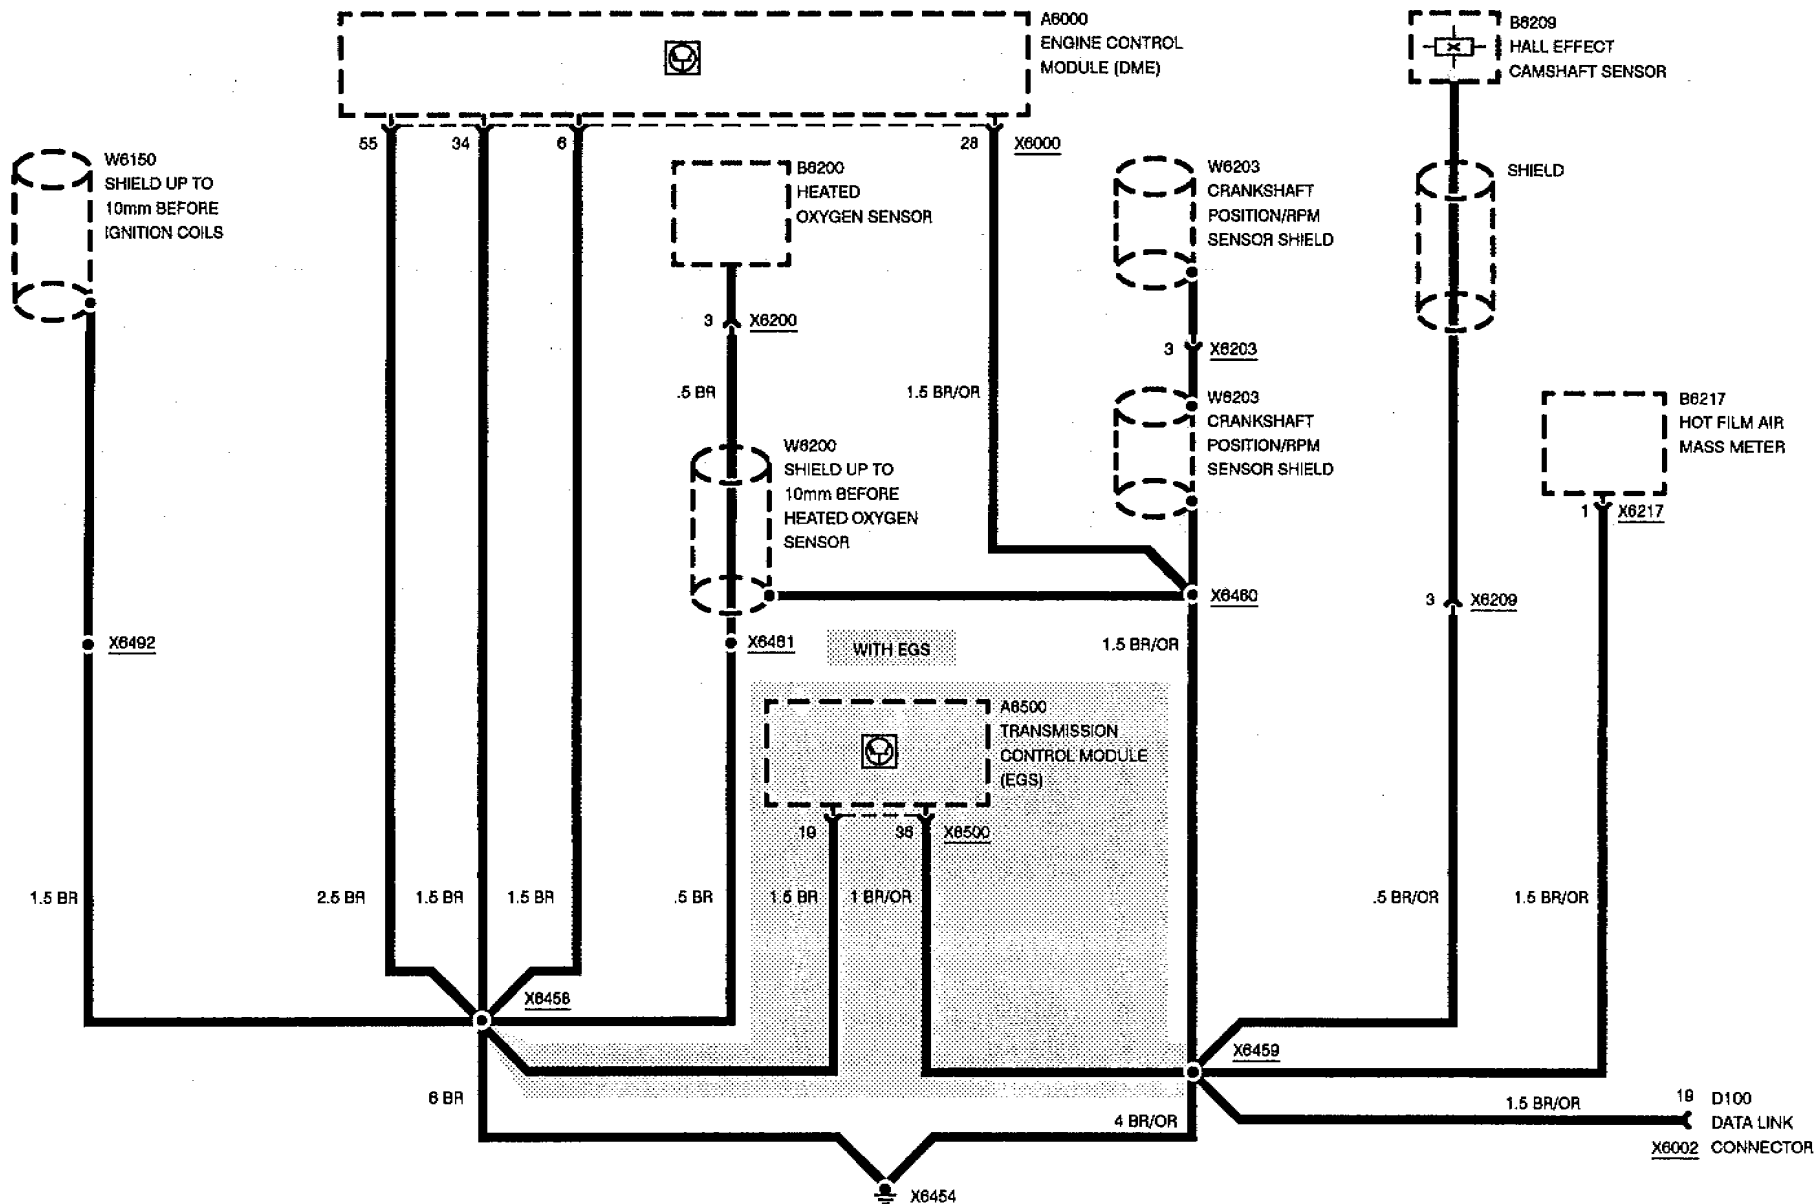 A6000
ENGINE CONTROL
MODULE (DME)
B6209
HALL EFFECT
CAMSHAFT SENSOR
55
34
6
28
X6000
W6150
SHIELD UP TO
10mm BEFORE
IGNITION COILS
B6200
HEATED
OXYGEN SENSOR
W6203
CRANKSHAFT
POSITION/RPM
SENSOR SHIELD
SHIELD
3
X6200
3
X6203
.5 BR
1.5 BR/OR
W6203
CRANKSHAFT
POSITION/RPM
SENSOR SHIELD
B6217
HOT FILM AIR
MASS METER
W6200
SHIELD UP TO
10mm BEFORE
HEATED OXYGEN
SENSOR
1
X6217
X6460
3
X6209
X6492
X6461
WITH EGS
1.5 BR/OR
A6500
TRANSMISSION
CONTROL MODULE
(EGS)
19
36
X6500
1.5 BR
2.5 BR
1.5 BR
1.5 BR
.5 BR
1.5 BR
1 BR/OR
.5 BR/OR
1.5 BR/OR
X6458
X6459
6 BR
4 BR/OR
1.5 BR/OR
19
D100
DATA LINK
X6002
CONNECTOR
X6454